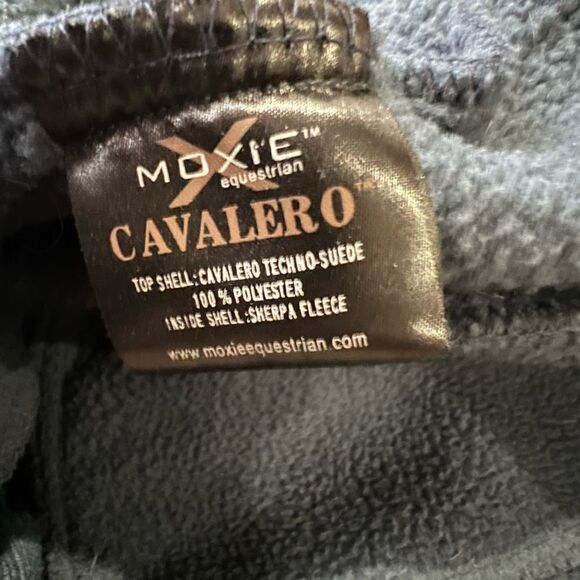 MOXIE™
equestrian
CAVALERO™
TOP SHELL:CAVALERO TECHNO-SUEDE
100% POLYESTER
INSIDE SHELL:SHERPA FLEECE
www.moxieequestrian.com